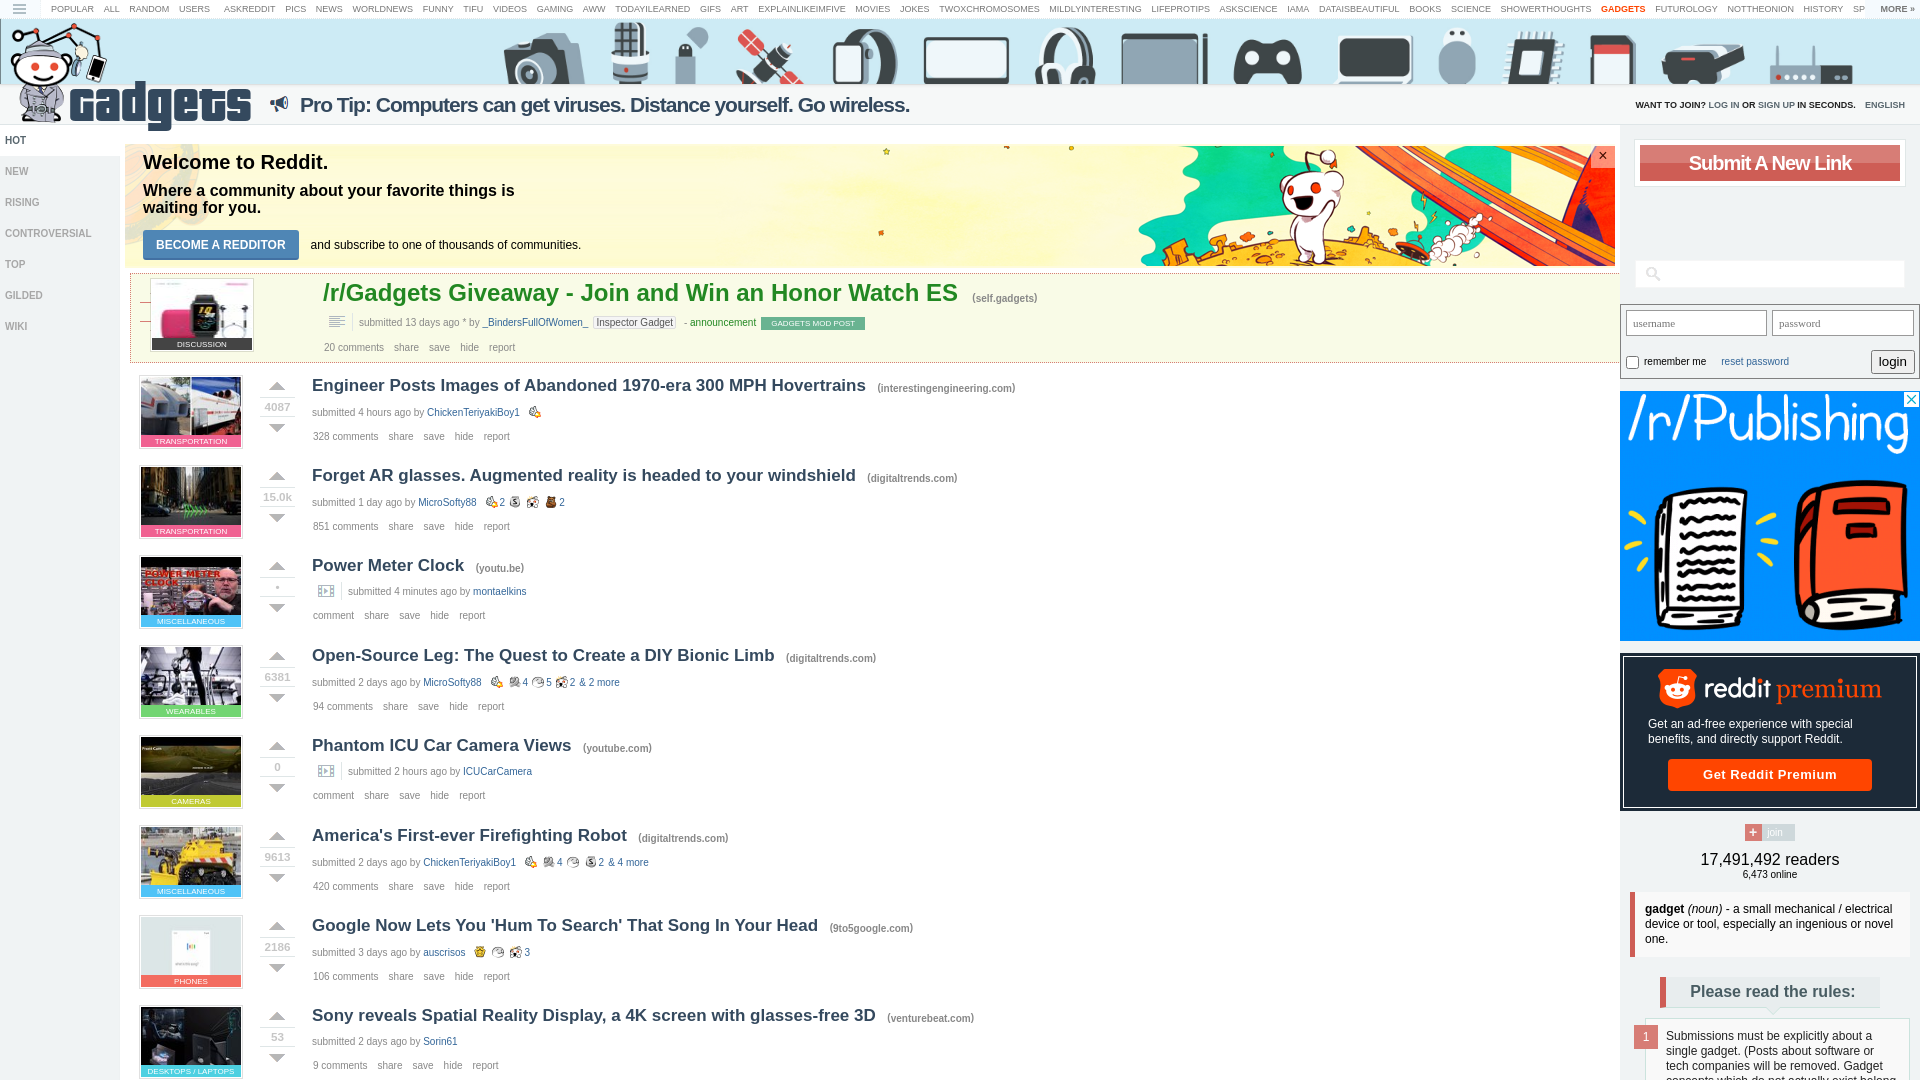 POPULAR ALL RANDOM USERS ASKREDDIT PICS NEWS WORLDNEWS FUNNY TIFU VIDEOS GAMING AWW TODAYILEARNED GIFS ART EXPLAINLIKEIMFIVE MOVIES JOKES TWOXCHROMOSOMES MILDLYINTERESTING LIFEPROTIPS ASKSCIENCE IAMA DATAISBEAUTIFUL BOOKS SCIENCE SHOWERTHOUGHTS GADGETS FUTUROLOGY NOTTHEONION HISTORY SP MORE »
Gadgets
Pro Tip: Computers can get viruses. Distance yourself. Go wireless.
WANT TO JOIN? LOG IN OR SIGN UP IN SECONDS. ENGLISH
HOT
NEW
RISING
CONTROVERSIAL
TOP
GILDED
WIKI
Welcome to Reddit.
Where a community about your favorite things is
waiting for you.
BECOME A REDDITOR and subscribe to one of thousands of communities.
×
/r/Gadgets Giveaway - Join and Win an Honor Watch ES (self.gadgets)
submitted 13 days ago * by _BindersFullOfWomen_ Inspector Gadget - announcement GADGETS MOD POST
DISCUSSION
20 comments share save hide report
Engineer Posts Images of Abandoned 1970-era 300 MPH Hovertrains (interestingengineering.com)
4087
submitted 4 hours ago by ChickenTeriyakiBoy1
TRANSPORTATION
328 comments share save hide report
Forget AR glasses. Augmented reality is headed to your windshield (digitaltrends.com)
15.0k
submitted 1 day ago by MicroSofty88 2 2
TRANSPORTATION
851 comments share save hide report
Power Meter Clock (youtu.be)
POWER METER
CLOCK
•
submitted 4 minutes ago by montaelkins
MISCELLANEOUS
comment share save hide report
Open-Source Leg: The Quest to Create a DIY Bionic Limb (digitaltrends.com)
6381
submitted 2 days ago by MicroSofty88 4 5 2 & 2 more
WEARABLES
94 comments share save hide report
Phantom ICU Car Camera Views (youtube.com)
0
submitted 2 hours ago by ICUCarCamera
CAMERAS
comment share save hide report
America's First-ever Firefighting Robot (digitaltrends.com)
9613
submitted 2 days ago by ChickenTeriyakiBoy1 4 2 & 4 more
MISCELLANEOUS
420 comments share save hide report
Google Now Lets You 'Hum To Search' That Song In Your Head (9to5google.com)
2186
submitted 3 days ago by auscrisos 3
PHONES
106 comments share save hide report
Sony reveals Spatial Reality Display, a 4K screen with glasses-free 3D (venturebeat.com)
53
submitted 2 days ago by Sorin61
DESKTOPS / LAPTOPS
9 comments share save hide report
Submit A New Link
username password
remember me reset password login
/r/Publishing
reddit premium
Get an ad-free experience with special
benefits, and directly support Reddit.
Get Reddit Premium
+ join
17,491,492 readers
6,473 online
gadget (noun) - a small mechanical / electrical
device or tool, especially an ingenious or novel
one.
Please read the rules:
1 Submissions must be explicitly about a
single gadget. (Posts about software or
tech companies will be removed. Gadget
concepts which do not actually exist belong